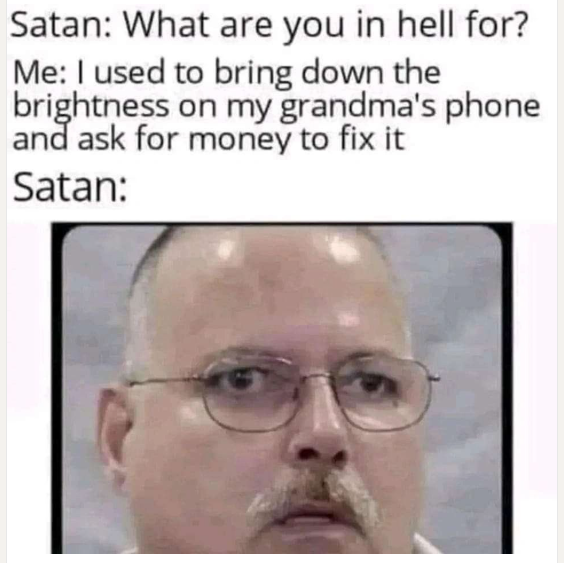 Satan: What are you in hell for?
Me: I used to bring down the
brightness on my grandma's phone
and ask for money to fix it
Satan: